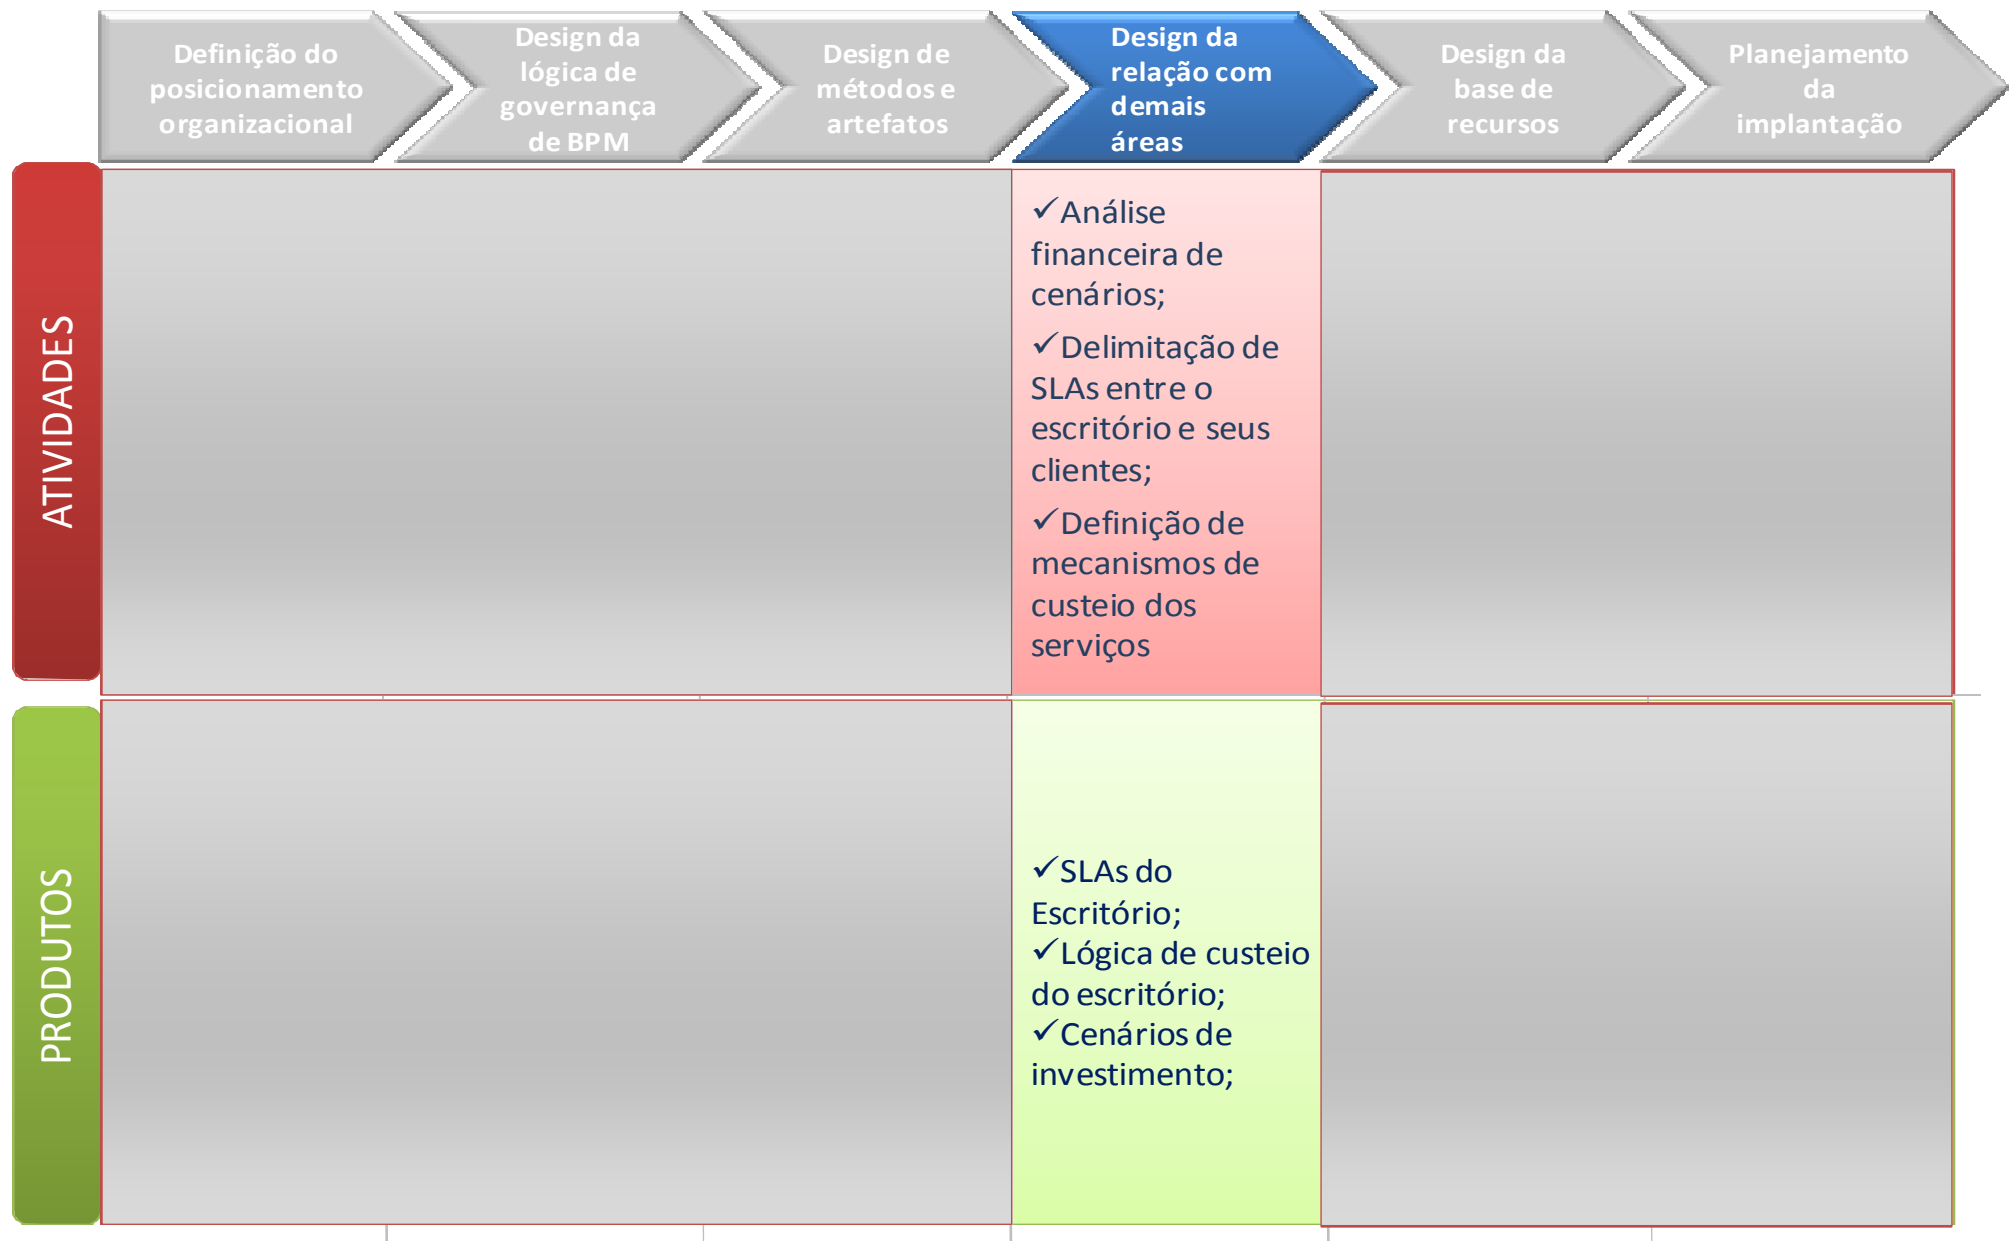 Definição do
posicionamento
organizacional
Design da
lógica de
governança
de BPM
Design de
métodos e
artefatos
Design da
relação com
demais
áreas
Design da
base de
recursos
Planejamento
da
implantação
ATIVIDADES
✓Análise
financeira de
cenários;
✓Delimitação de
SLAs entre o
escritório e seus
clientes;
✓Definição de
mecanismos de
custeio dos
serviços
PRODUTOS
✓SLAs do
Escritório;
✓Lógica de custeio
do escritório;
✓Cenários de
investimento;